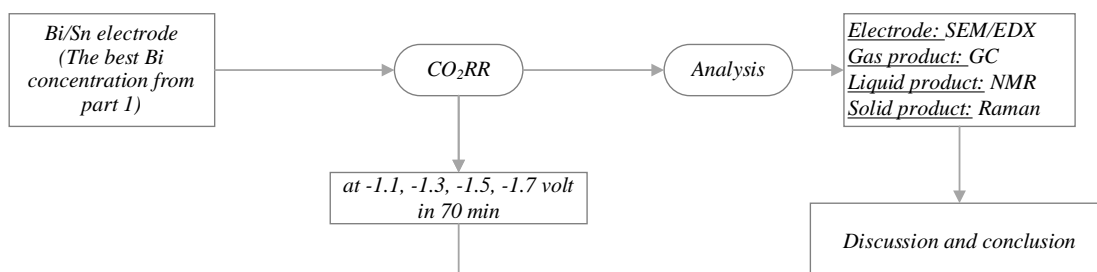 Bi/Sn electrode
(The best Bi
concentration from
part 1)
CO₂RR
Analysis
Electrode: SEM/EDX
Gas product: GC
Liquid product: NMR
Solid product: Raman
at -1.1, -1.3, -1.5, -1.7 volt
in 70 min
Discussion and conclusion